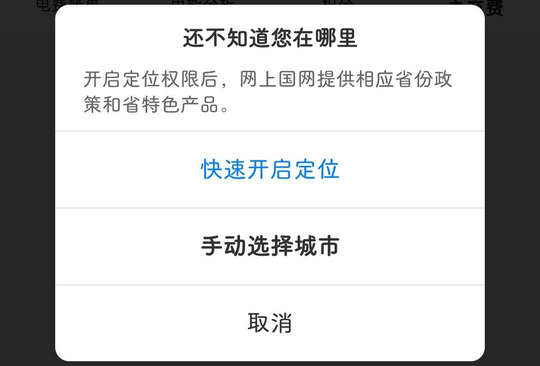 还不知道您在哪里
开启定位权限后，网上国网提供相应省份政
策和省特色产品。
快速开启定位
手动选择城市
取消